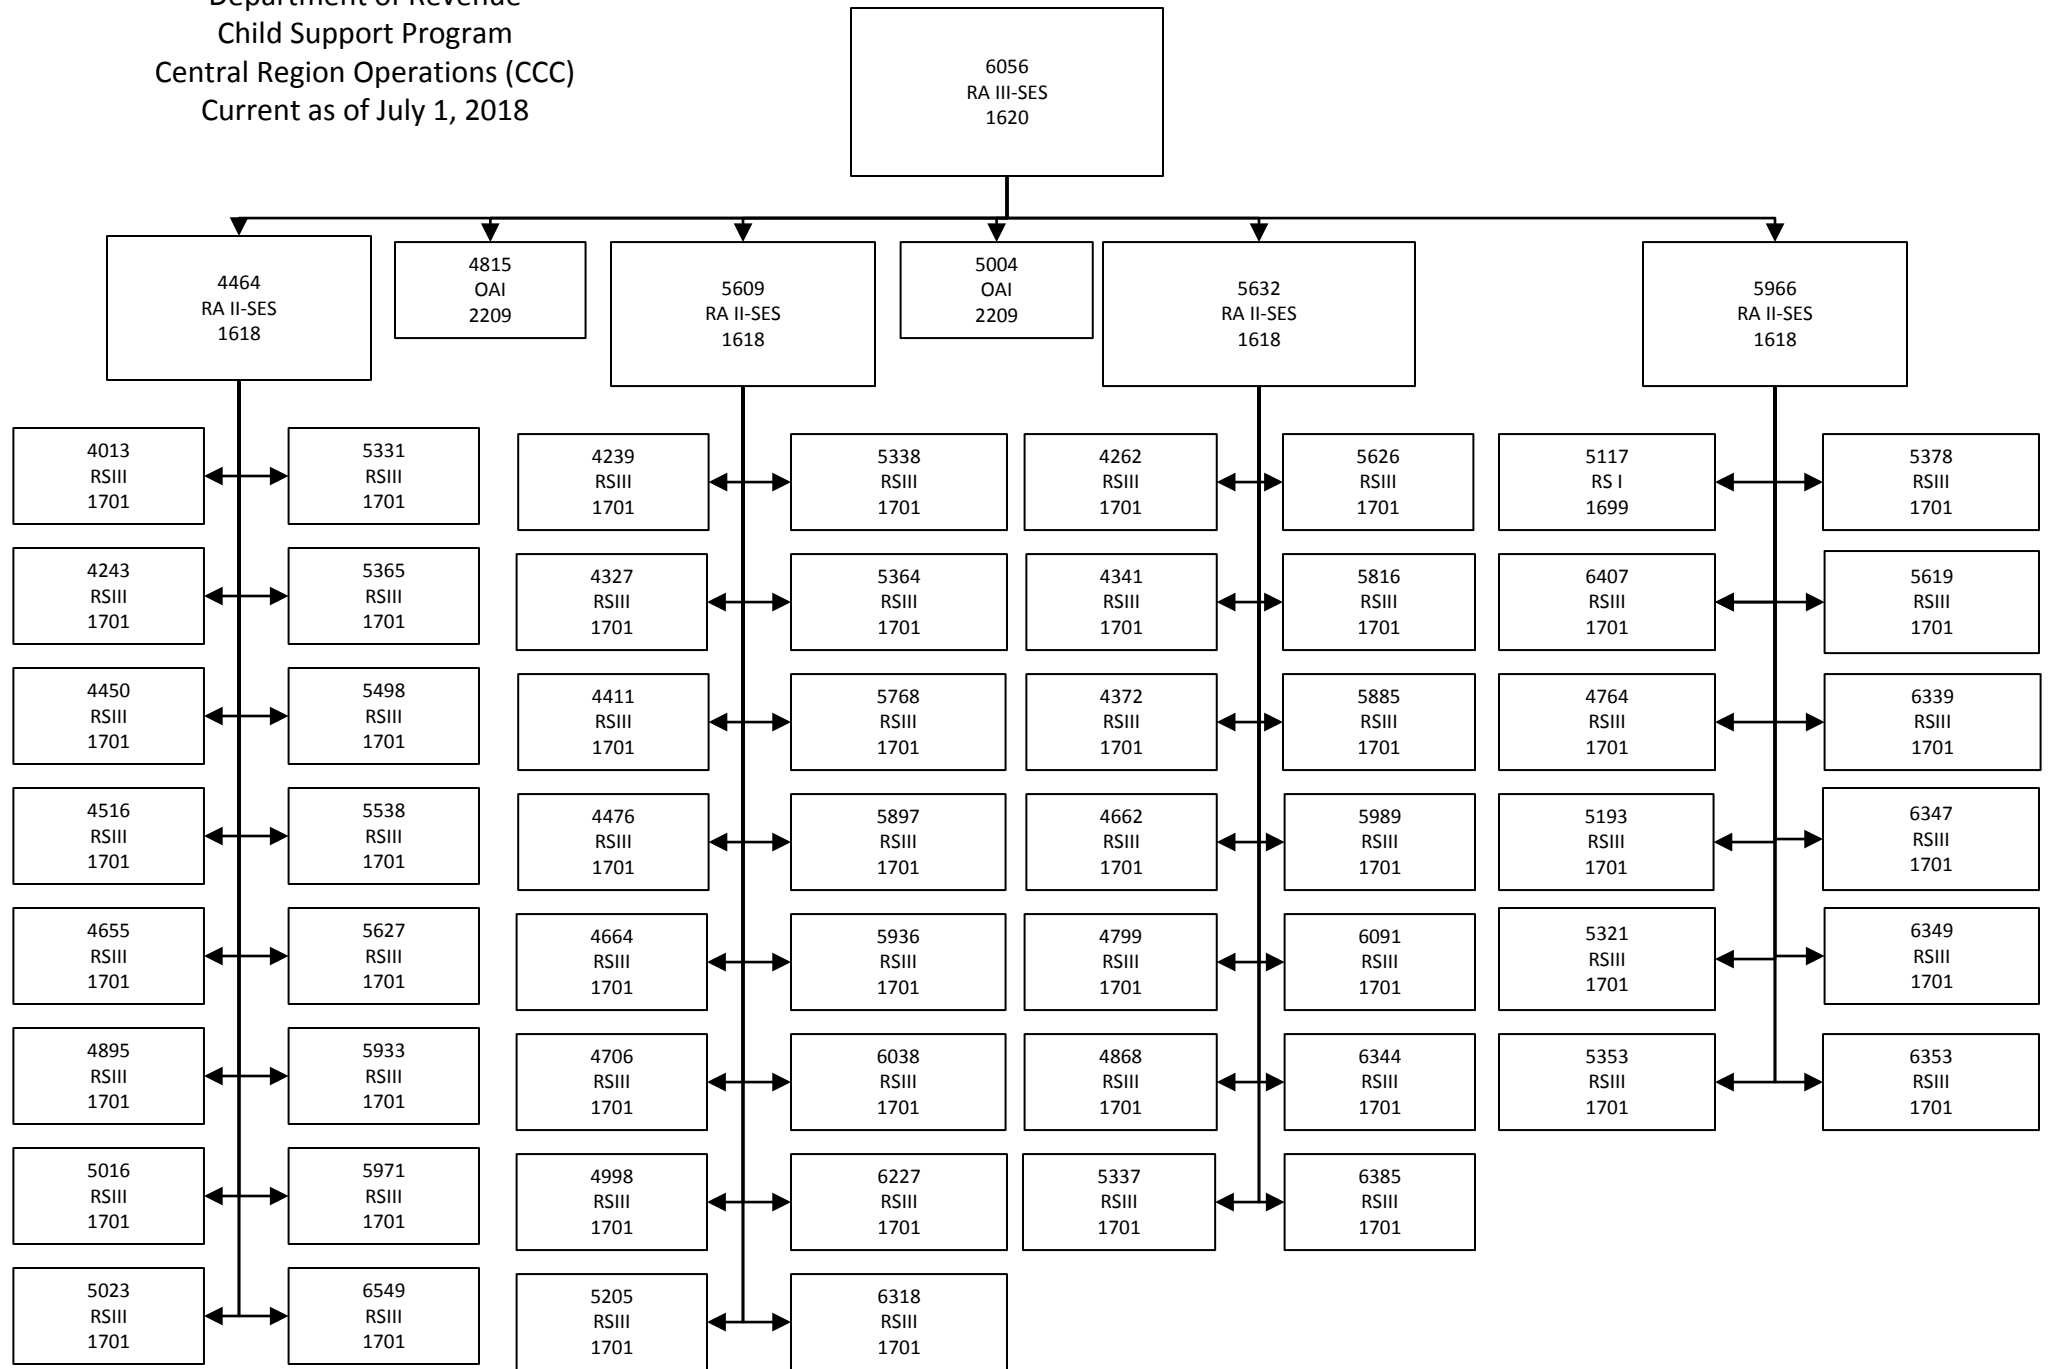 Department of Revenue
Child Support Program
Central Region Operations (CCC)
Current as of July 1, 2018
6056
RA III-SES
1620
4464
RA II-SES
1618
4815
OAI
2209
5609
RA II-SES
1618
5004
OAI
2209
5632
RA II-SES
1618
5966
RA II-SES
1618
4013
RSIII
1701
5331
RSIII
1701
4243
RSIII
1701
5365
RSIII
1701
4450
RSIII
1701
5498
RSIII
1701
4516
RSIII
1701
5538
RSIII
1701
4655
RSIII
1701
5627
RSIII
1701
4895
RSIII
1701
5933
RSIII
1701
5016
RSIII
1701
5971
RSIII
1701
5023
RSIII
1701
6549
RSIII
1701
4239
RSIII
1701
5338
RSIII
1701
4327
RSIII
1701
5364
RSIII
1701
4411
RSIII
1701
5768
RSIII
1701
4476
RSIII
1701
5897
RSIII
1701
4664
RSIII
1701
5936
RSIII
1701
4706
RSIII
1701
6038
RSIII
1701
4998
RSIII
1701
6227
RSIII
1701
5205
RSIII
1701
6318
RSIII
1701
4262
RSIII
1701
5626
RSIII
1701
4341
RSIII
1701
5816
RSIII
1701
4372
RSIII
1701
5885
RSIII
1701
4662
RSIII
1701
5989
RSIII
1701
4799
RSIII
1701
6091
RSIII
1701
4868
RSIII
1701
6344
RSIII
1701
5337
RSIII
1701
6385
RSIII
1701
5117
RS I
1699
5378
RSIII
1701
6407
RSIII
1701
5619
RSIII
1701
4764
RSIII
1701
6339
RSIII
1701
5193
RSIII
1701
6347
RSIII
1701
5321
RSIII
1701
6349
RSIII
1701
5353
RSIII
1701
6353
RSIII
1701